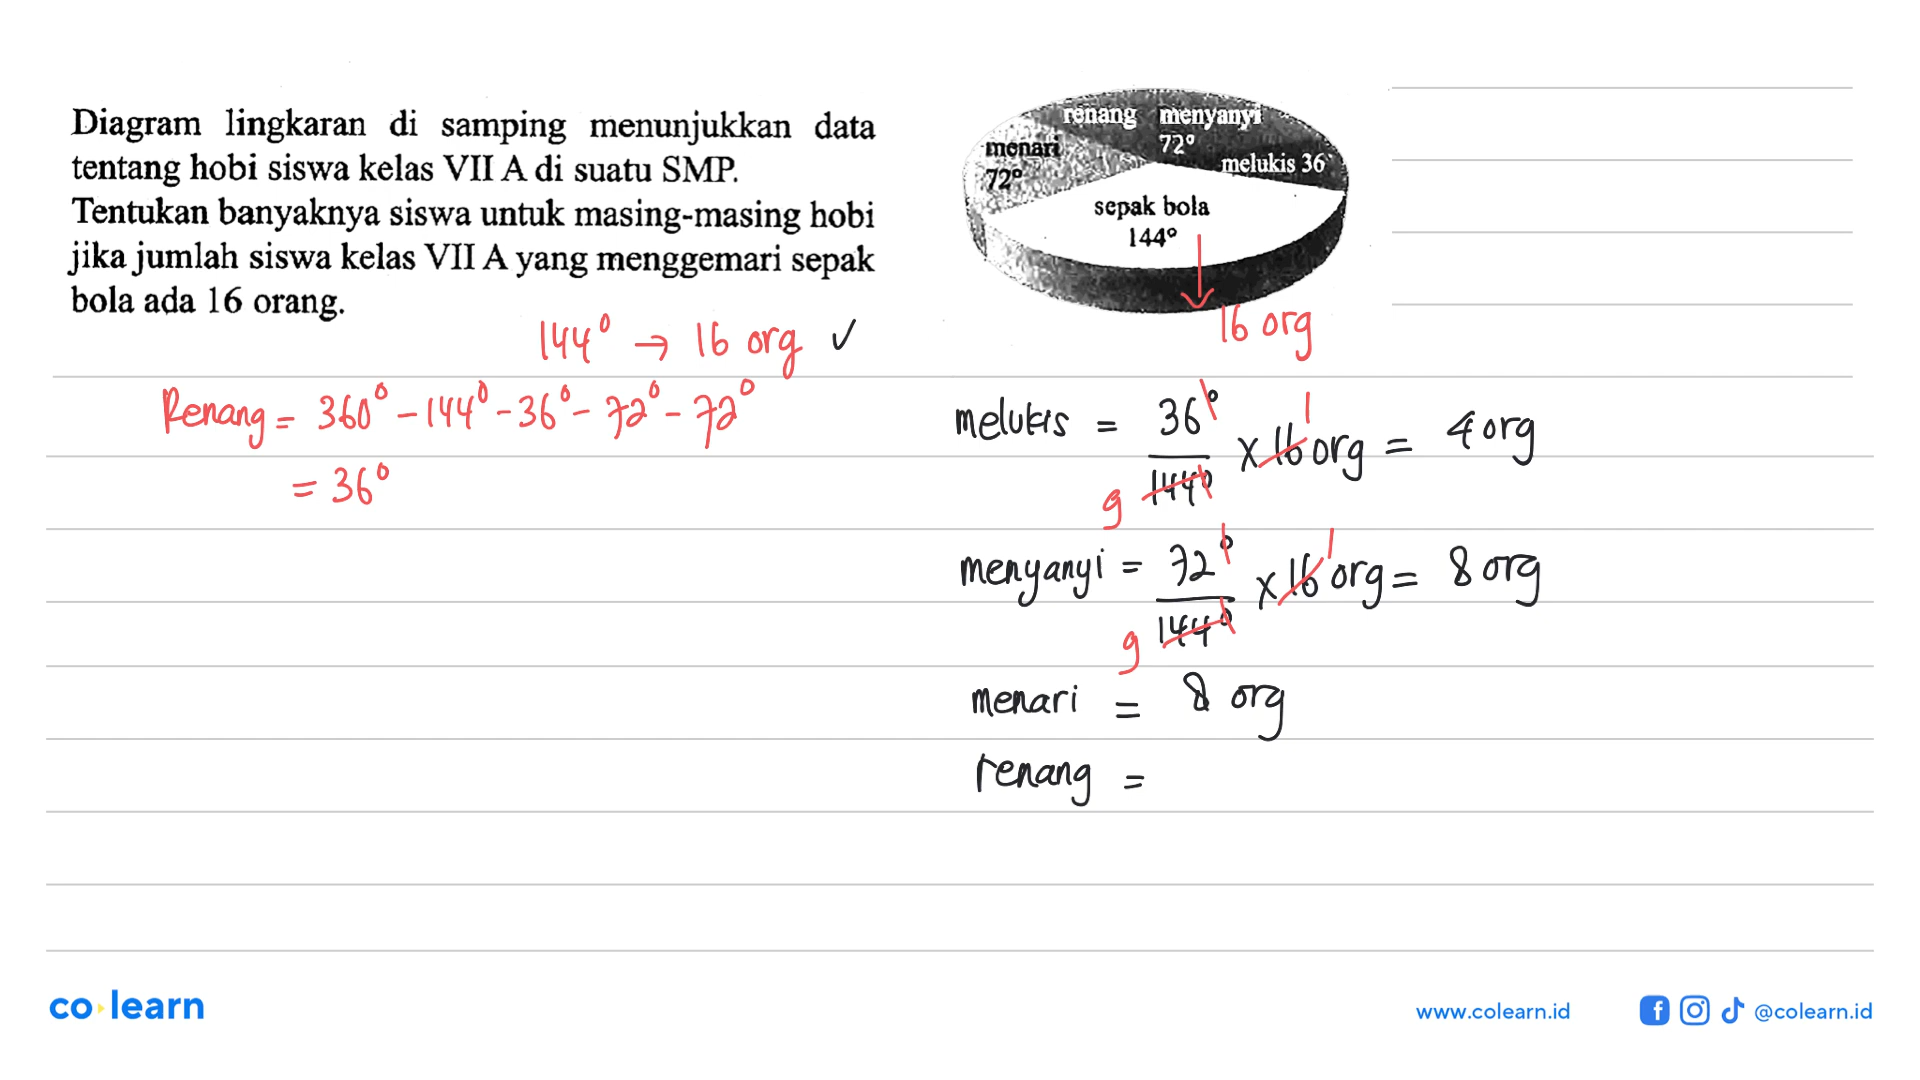 Diagram lingkaran di samping menunjukkan data
tentang hobi siswa kelas VII A di suatu SMP.
Tentukan banyaknya siswa untuk masing-masing hobi
jika jumlah siswa kelas VII A yang menggemari sepak
bola ada 16 orang.
renang menyanyi
72°
menari
72°
melukis 36°
sepak bola
144°
16 org
144° → 16 org ✓
Renang = 360° - 144° - 36° - 72° - 72°
= 36°
melukis = 36°/144° x 16 org = 4 org
9 1
menyanyi = 72°/144° x 16 org = 8 org
9 1
menari = 8 org
renang =
co learn
www.colearn.id
@colearn.id